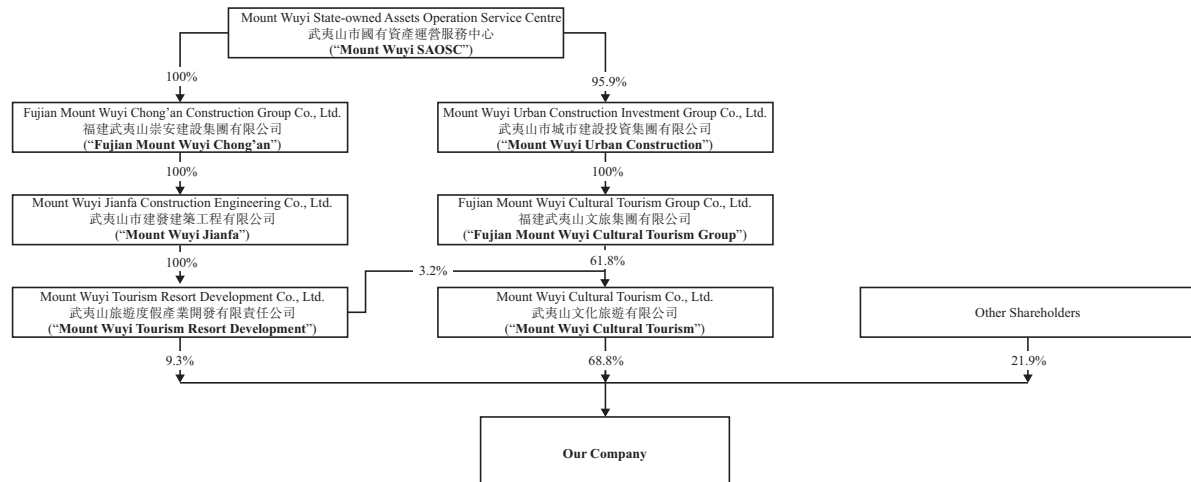 Mount Wuyi State-owned Assets Operation Service Centre
武夷山市國有資產運營服務中心
(“Mount Wuyi SAOSC”)
100%
95.9%
Fujian Mount Wuyi Chong’an Construction Group Co., Ltd.
福建武夷山崇安建設集團有限公司
(“Fujian Mount Wuyi Chong’an”)
Mount Wuyi Urban Construction Investment Group Co., Ltd.
武夷山市城市建設投資集團有限公司
(“Mount Wuyi Urban Construction”)
100%
100%
Mount Wuyi Jianfa Construction Engineering Co., Ltd.
武夷山市建發建築工程有限公司
(“Mount Wuyi Jianfa”)
Fujian Mount Wuyi Cultural Tourism Group Co., Ltd.
福建武夷山文旅集團有限公司
(“Fujian Mount Wuyi Cultural Tourism Group”)
100%
61.8%
3.2%
Mount Wuyi Tourism Resort Development Co., Ltd.
武夷山旅遊度假產業開發有限責任公司
(“Mount Wuyi Tourism Resort Development”)
Mount Wuyi Cultural Tourism Co., Ltd.
武夷山文化旅遊有限公司
(“Mount Wuyi Cultural Tourism”)
Other Shareholders
9.3%
68.8%
21.9%
Our Company